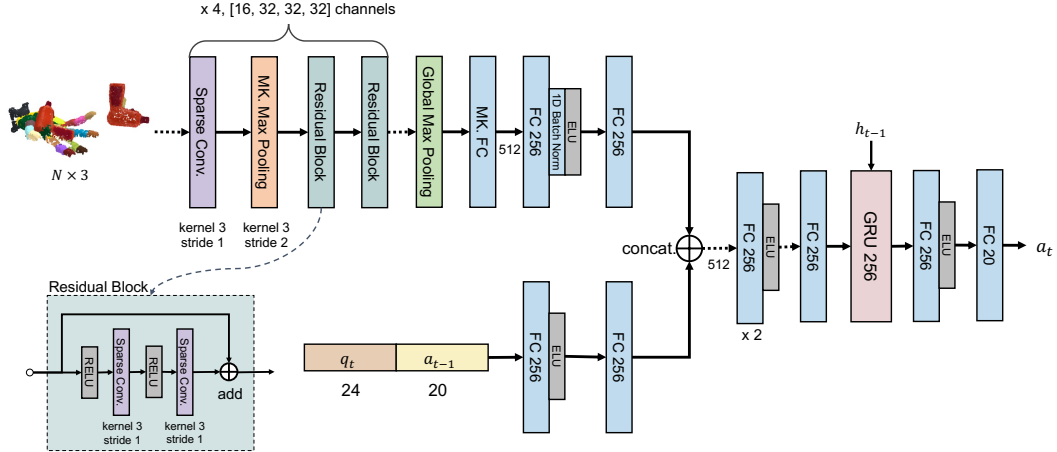 x 4, [16, 32, 32, 32] channels
N × 3
Sparse Conv.
MK. Max Pooling
Residual Block
Residual Block
Global Max Pooling
MK. FC
512
FC 256
1D Batch Norm
ELU
FC 256
kernel 3
stride 1
kernel 3
stride 2
concat.
512
FC 256
ELU
x 2
FC 256
h_{t-1}
GRU 256
FC 256
ELU
FC 20
a_t
Residual Block
RELU
Sparse Conv.
RELU
Sparse Conv.
add
kernel 3
stride 1
kernel 3
stride 1
q_t
a_{t-1}
24
20
FC 256
ELU
FC 256